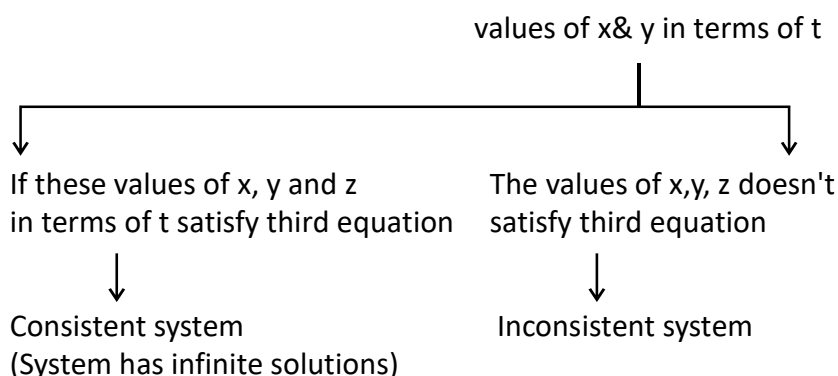 values of x& y in terms of t
If these values of x, y and z
in terms of t satisfy third equation
The values of x,y, z doesn't
satisfy third equation
Consistent system
(System has infinite solutions)
Inconsistent system